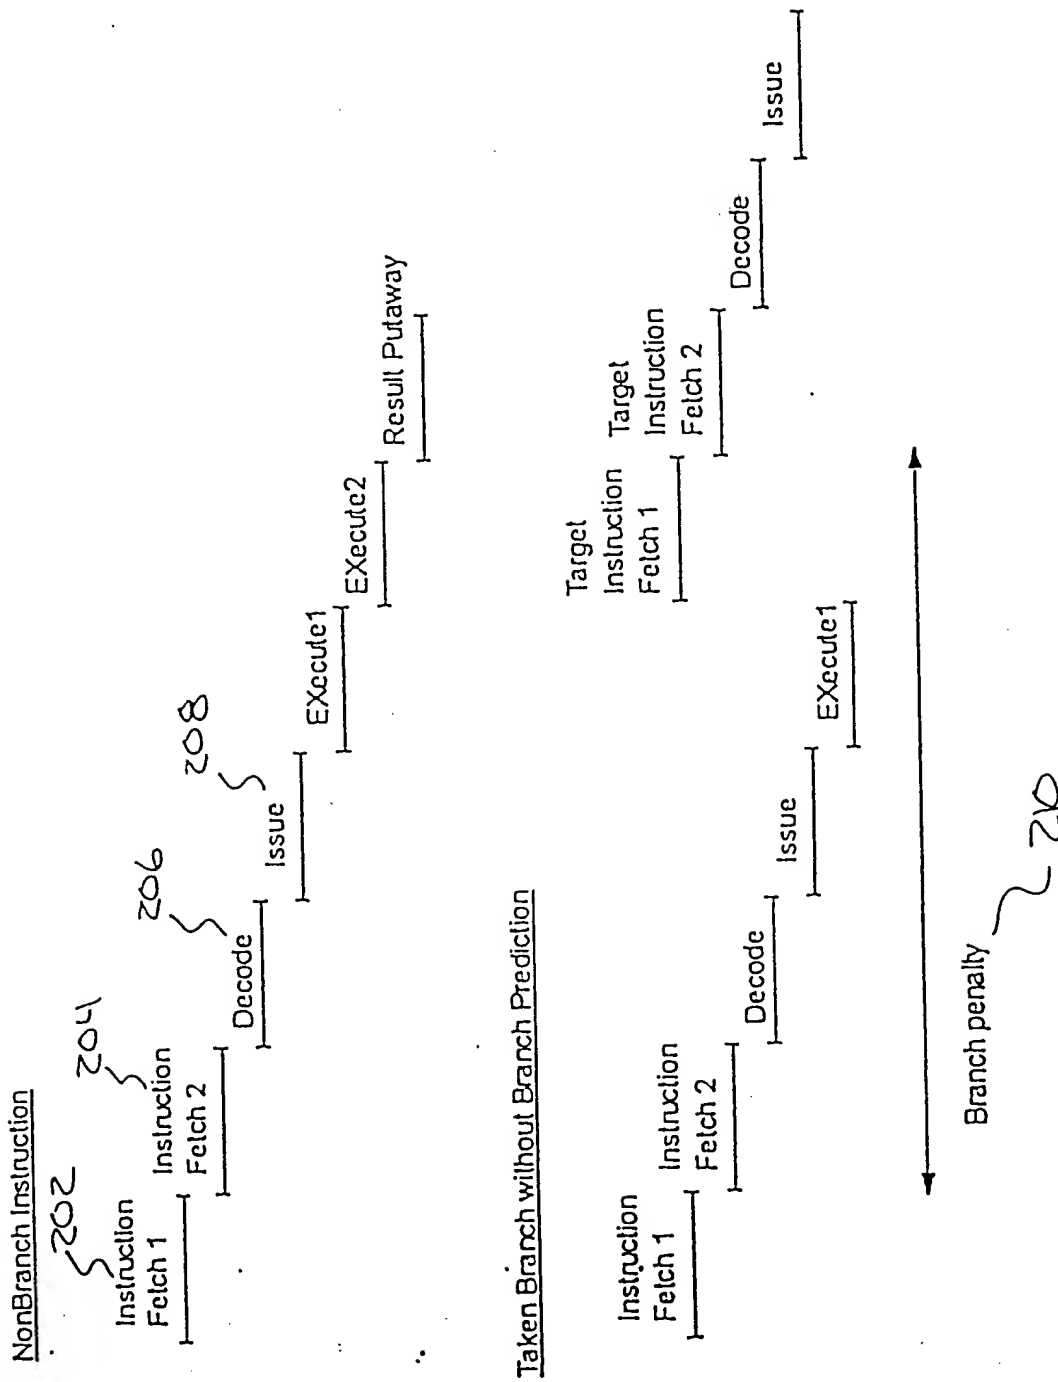 NonBranch Instruction
202
Instruction
Fetch 1
204
Instruction
Fetch 2
206
Decode
208
Issue
EXecute1
EXecute2
Result Putaway
Taken Branch without Branch Prediction
Instruction
Fetch 1
Instruction
Fetch 2
Decode
Issue
EXecute1
Target
Instruction
Fetch 1
Target
Instruction
Fetch 2
Decode
Issue
Branch penalty
210